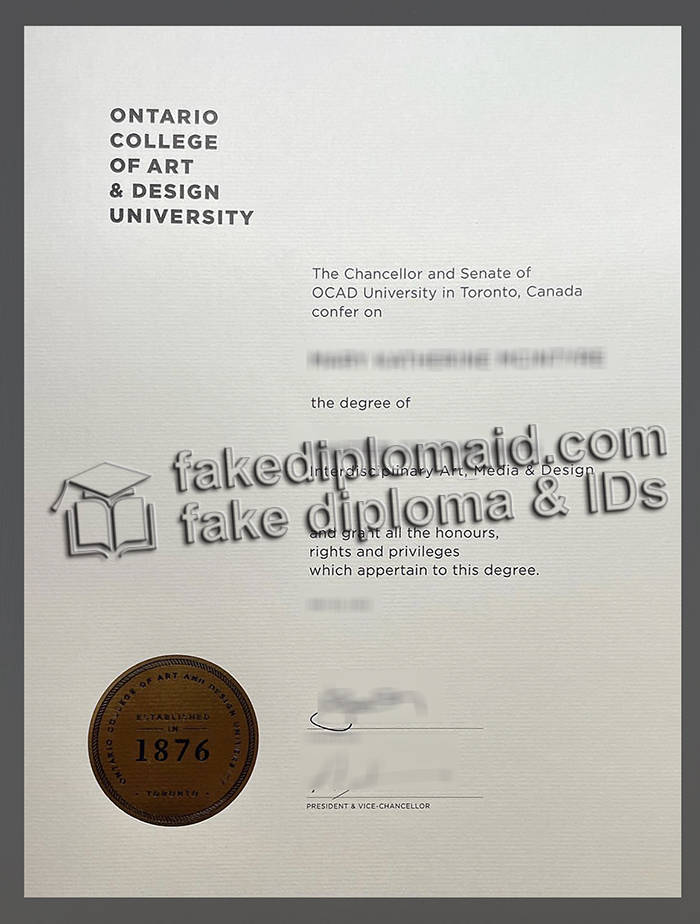 ONTARIO
COLLEGE
OF ART
& DESIGN
UNIVERSITY
The Chancellor and Senate of
OCAD University in Toronto, Canada
confer on
the degree of
fakediplomaid.com
Interdisciplinary Art, Media & Design
fake diploma & IDs
and grant all the honours,
rights and privileges
which appertain to this degree.
ONTARIO COLLEGE OF ART AND DESIGN UNIVERSITY
ESTABLISHED
IN
1876
TORONTO
PRESIDENT & VICE-CHANCELLOR